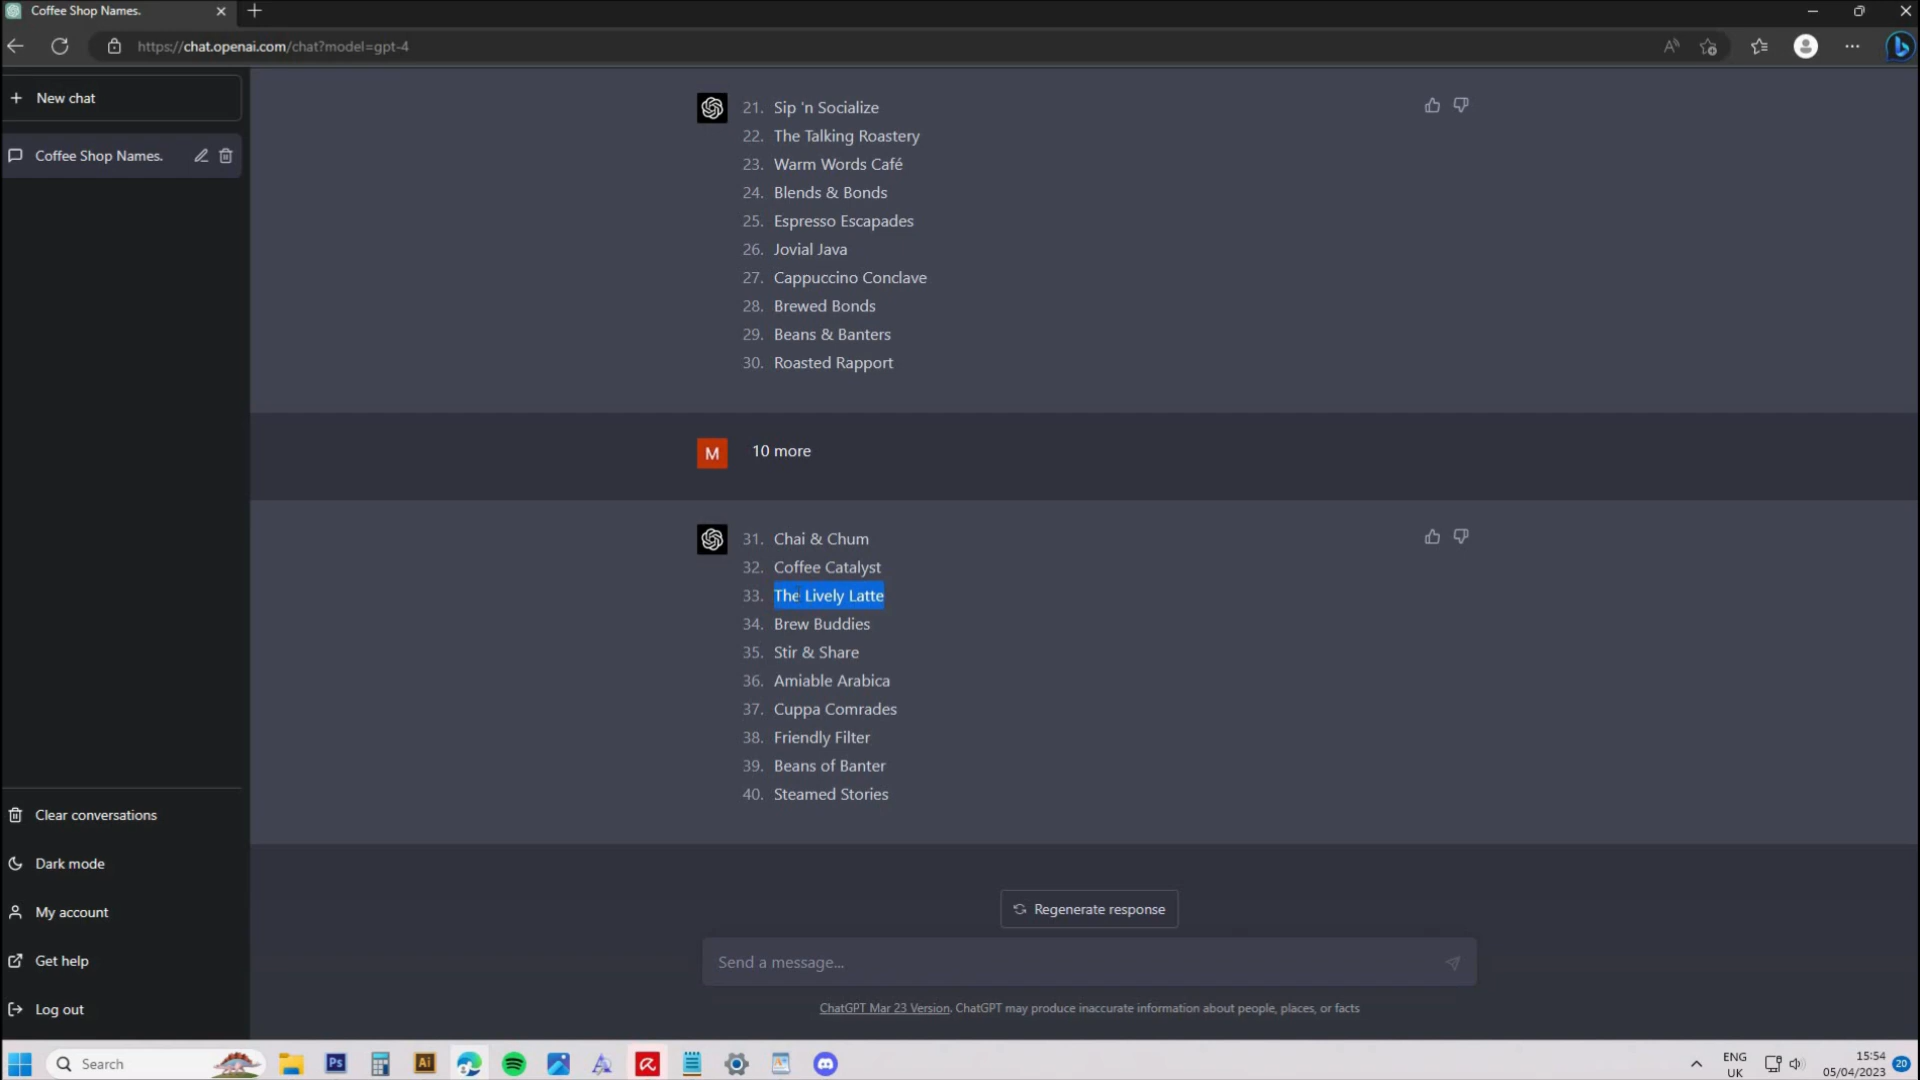 Coffee Shop Names.
https://chat.openai.com/chat?model=gpt-4
New chat
Coffee Shop Names.
21. Sip 'n Socialize
22. The Talking Roastery
23. Warm Words Café
24. Blends & Bonds
25. Espresso Escapades
26. Jovial Java
27. Cappuccino Conclave
28. Brewed Bonds
29. Beans & Banters
30. Roasted Rapport
M 10 more
31. Chai & Chum
32. Coffee Catalyst
33. The Lively Latte
34. Brew Buddies
35. Stir & Share
36. Amiable Arabica
37. Cuppa Comrades
38. Friendly Filter
39. Beans of Banter
40. Steamed Stories
Clear conversations
Dark mode
My account
Get help
Log out
Regenerate response
Send a message...
ChatGPT Mar 23 Version. ChatGPT may produce inaccurate information about people, places, or facts
Search
Ps
Ai
ENG
UK
15:54
05/04/2023
20